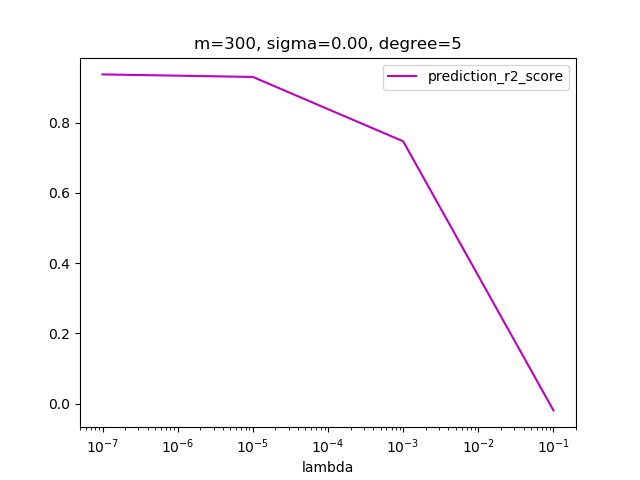 m=300, sigma=0.00, degree=5
prediction_r2_score
0.8
0.6
0.4
0.2
0.0
10⁻⁷ 10⁻⁶ 10⁻⁵ 10⁻⁴ 10⁻³ 10⁻² 10⁻¹
lambda